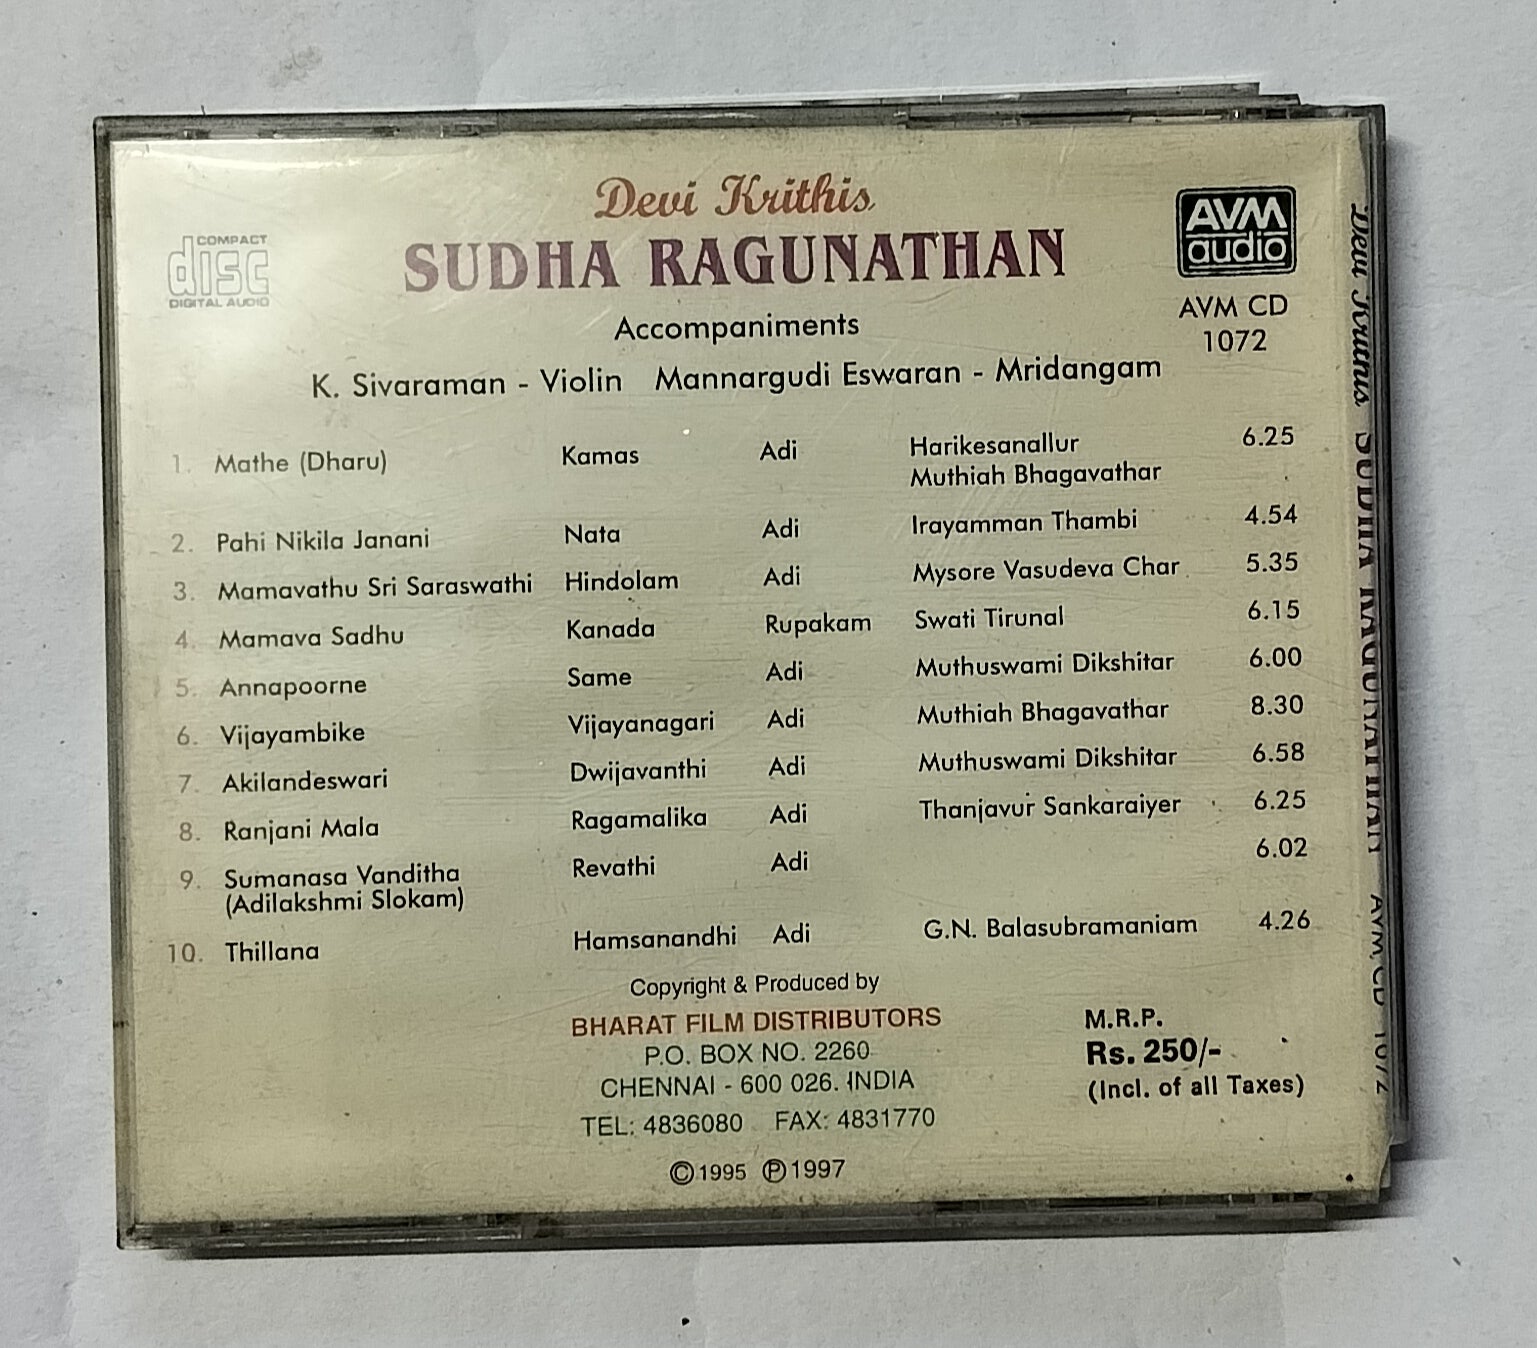 Devi Krithis
SUDHA RAGUNATHAN
COMPACT
disc
DIGITAL AUDIO
AVM
audio
AVM CD
1072
Accompaniments
K. Sivaraman - Violin Mannargudi Eswaran - Mridangam
1. Mathe (Dharu) Kamas Adi Harikesanallur 6.25
Muthiah Bhagavathar
2. Pahi Nikila Janani Nata Adi Irayamman Thambi 4.54
3. Mamavathu Sri Saraswathi Hindolam Adi Mysore Vasudeva Char 5.35
4. Mamava Sadhu Kanada Rupakam Swati Tirunal 6.15
5. Annapoorne Same Adi Muthuswami Dikshitar 6.00
6. Vijayambike Vijayanagari Adi Muthiah Bhagavathar 8.30
7. Akilandeswari Dwijavanthi Adi Muthuswami Dikshitar 6.58
8. Ranjani Mala Ragamalika Adi Thanjavur Sankaraiyer 6.25
9. Sumanasa Vanditha Revathi Adi 6.02
(Adilakshmi Slokam)
10. Thillana Hamsanandhi Adi G.N. Balasubramaniam 4.26
Copyright & Produced by
BHARAT FILM DISTRIBUTORS
P.O. BOX NO. 2260
CHENNAI - 600 026. INDIA
TEL: 4836080 FAX: 4831770
©1995 ℗1997
M.R.P.
Rs. 250/-
(Incl. of all Taxes)
Devi Krithis SUDHA RAGUNATHAN AVM CD 1072